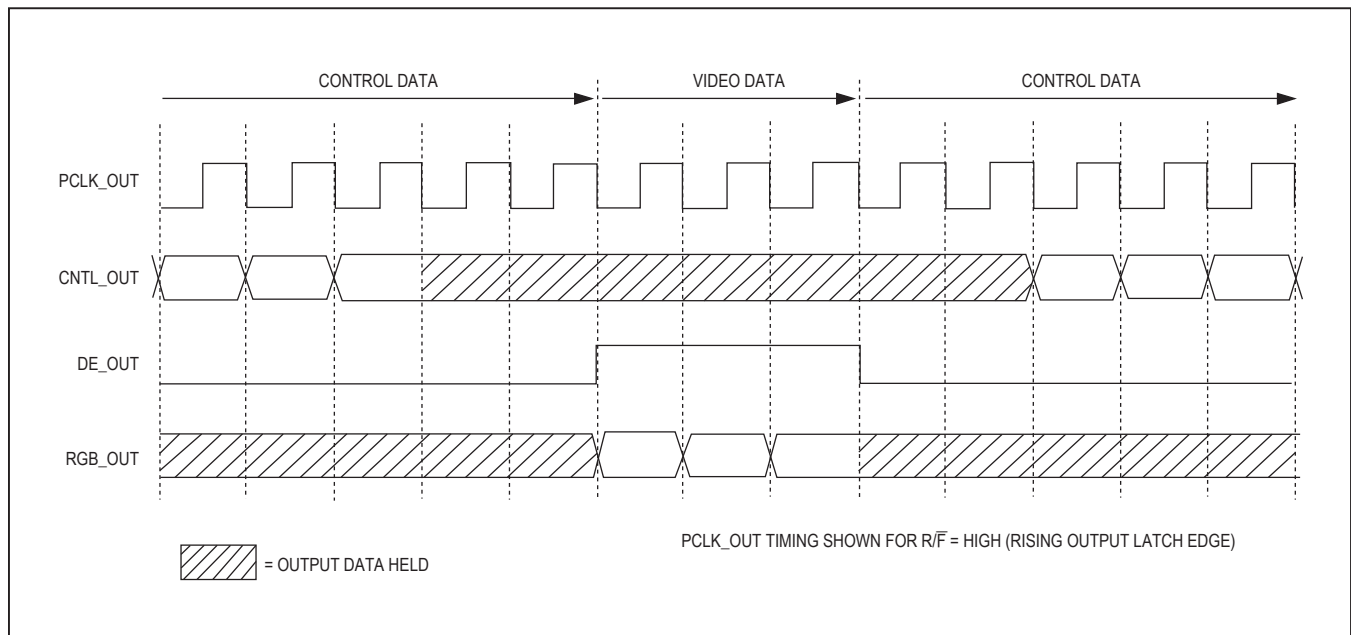 CONTROL DATA
VIDEO DATA
CONTROL DATA
PCLK_OUT
CNTL_OUT
DE_OUT
RGB_OUT
PCLK_OUT TIMING SHOWN FOR R/F̅ = HIGH (RISING OUTPUT LATCH EDGE)
= OUTPUT DATA HELD